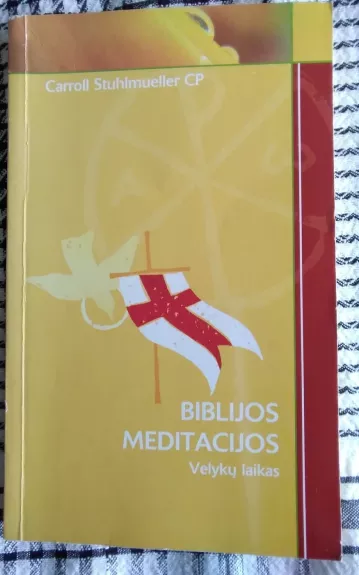 Carroll Stuhlmueller CP
BIBLIJOS
MEDITACIJOS
Velykų laikas